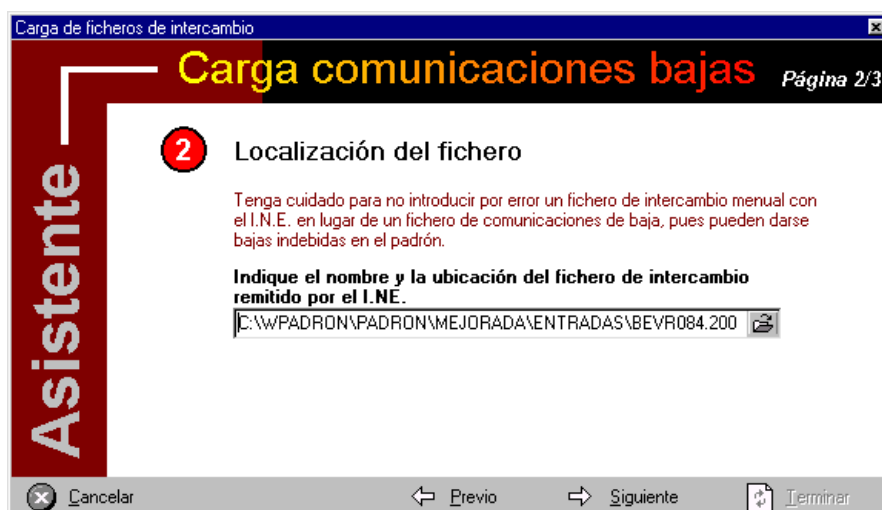 Carga de ficheros de intercambio
Carga comunicaciones bajas
Página 2/3
Asistente
2
Localización del fichero
Tenga cuidado para no introducir por error un fichero de intercambio menual con
el I.N.E. en lugar de un fichero de comunicaciones de baja, pues pueden darse
bajas indebidas en el padrón.
Indique el nombre y la ubicación del fichero de intercambio
remitido por el I.NE.
C:\WPADRON\PADRON\MEJORADA\ENTRADAS\BEVR084.200
Cancelar
Previo
Siguiente
Terminar